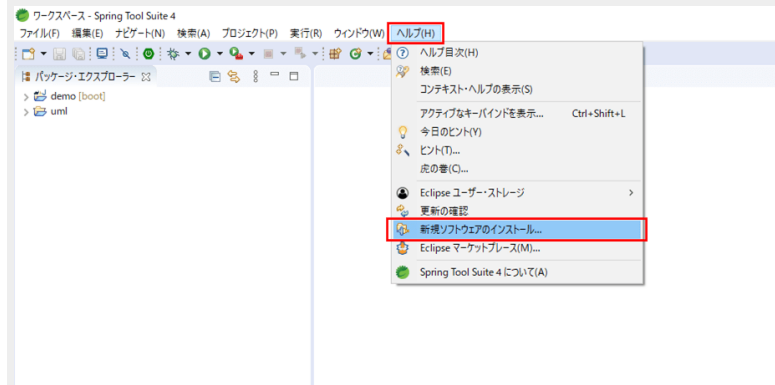 ワークスペース - Spring Tool Suite 4
ファイル(F) 編集(E) ナビゲート(N) 検索(A) プロジェクト(P) 実行(R) ウィンドウ(W) ヘルプ(H)
パッケージ・エクスプローラー
demo [boot]
uml
ヘルプ目次(H)
検索(E)
コンテキスト・ヘルプの表示(S)
アクティブなキーバインドを表示... Ctrl+Shift+L
今日のヒント(Y)
ヒント(T)...
虎の巻(C)...
Eclipse ユーザー・ストレージ
更新の確認
新規ソフトウェアのインストール...
Eclipse マーケットプレース(M)...
Spring Tool Suite 4 について(A)